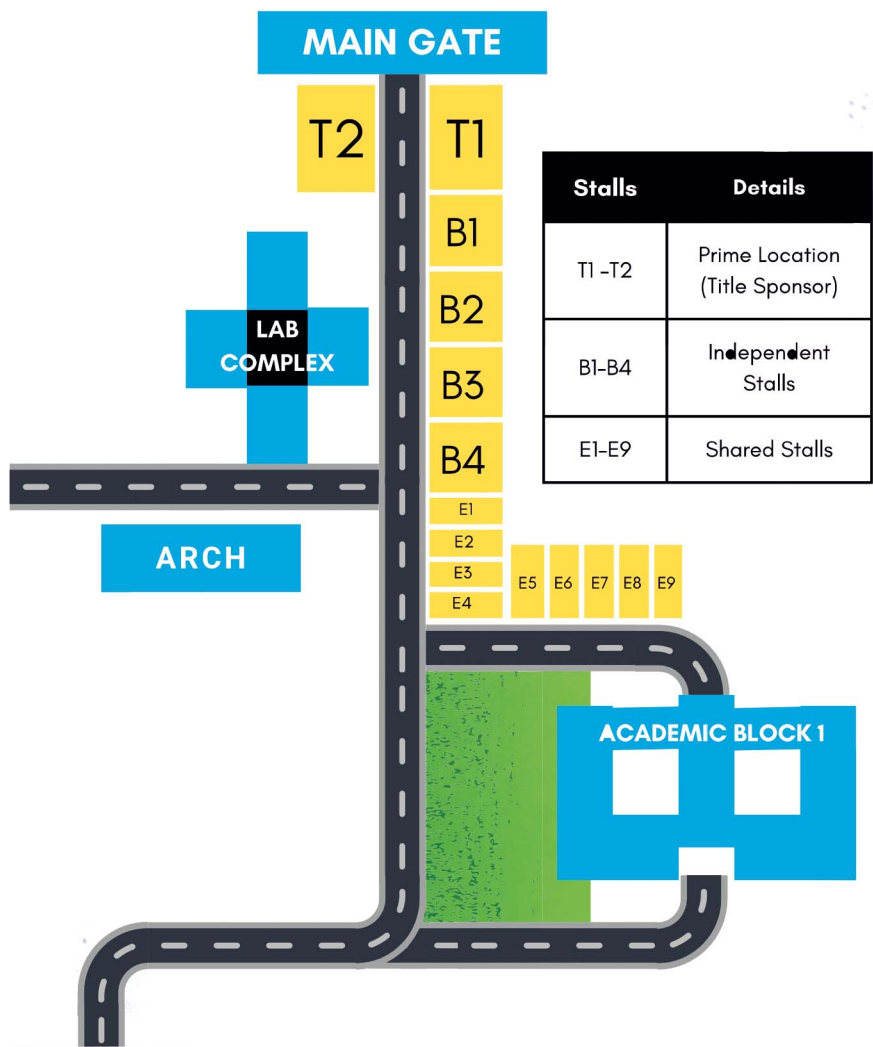 MAIN GATE
T2
T1
B1
B2
B3
B4
E1
E2
E3
E4
E5
E6
E7
E8
E9
LAB
COMPLEX
ARCH
ACADEMIC BLOCK 1
Stalls Details
T1 -T2 Prime Location
(Title Sponsor)
B1-B4 Independent
Stalls
E1-E9 Shared Stalls